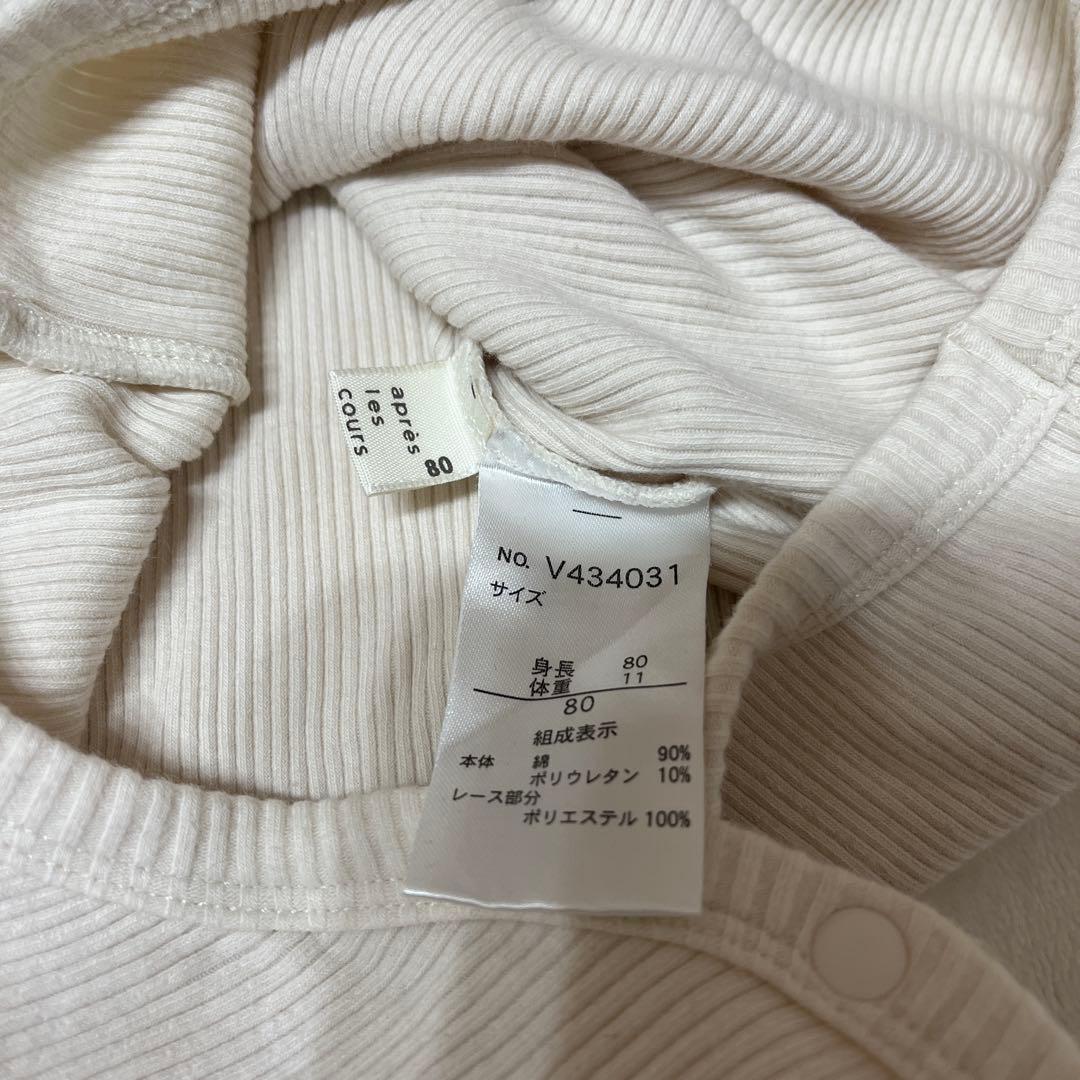 après
les
cours
80
NO. V434031
サイズ
身長 80
体重 11
80
組成表示
本体 綿 90%
ポリウレタン 10%
レース部分
ポリエステル 100%